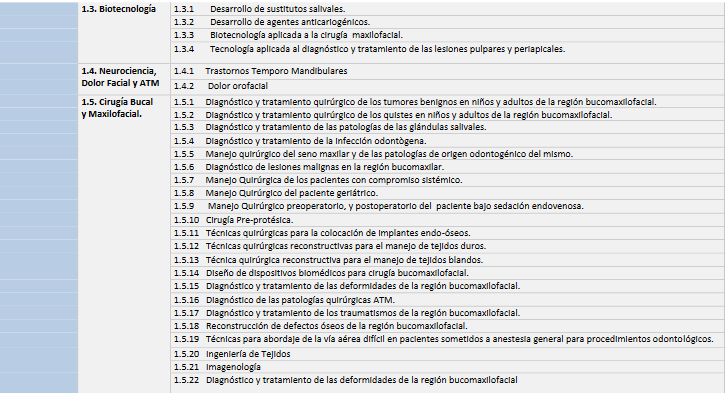 1.3. Biotecnología
1.3.1 Desarrollo de sustitutos salivales.
1.3.2 Desarrollo de agentes anticariogénicos.
1.3.3 Biotecnología aplicada a la cirugía maxilofacial.
1.3.4 Tecnología aplicada al diagnóstico y tratamiento de las lesiones pulpares y periapicales.
1.4. Neurociencia,
Dolor Facial y ATM
1.4.1 Trastornos Temporo Mandibulares
1.4.2 Dolor orofacial
1.5. Cirugía Bucal
y Maxilofacial.
1.5.1 Diagnóstico y tratamiento quirúrgico de los tumores benignos en niños y adultos de la región bucomaxilofacial.
1.5.2 Diagnóstico y tratamiento quirúrgico de los quistes en niños y adultos de la región bucomaxilofacial.
1.5.3 Diagnóstico y tratamiento de las patologías de las glándulas salivales.
1.5.4 Diagnóstico y tratamiento de la infección odontògena.
1.5.5 Manejo quirúrgico del seno maxilar y de las patologías de origen odontogénico del mismo.
1.5.6 Diagnóstico de lesiones malignas en la región bucomaxilar.
1.5.7 Manejo Quirúrgica de los pacientes con compromiso sistémico.
1.5.8 Manejo Quirúrgico del paciente geriátrico.
1.5.9 Manejo Quirúrgico preoperatorio, y postoperatorio del paciente bajo sedación endovenosa.
1.5.10 Cirugía Pre-protésica.
1.5.11 Técnicas quirúrgicas para la colocación de implantes endo-óseos.
1.5.12 Técnicas quirúrgicas reconstructivas para el manejo de tejidos duros.
1.5.13 Técnica quirúrgica reconstructiva para el manejo de tejidos blandos.
1.5.14 Diseño de dispositivos biomédicos para cirugía bucomaxilofacial.
1.5.15 Diagnóstico y tratamiento de las deformidades de la región bucomaxilofacial.
1.5.16 Diagnóstico de las patologías quirúrgicas ATM.
1.5.17 Diagnóstico y tratamiento de los traumatismos de la región bucomaxilofacial.
1.5.18 Reconstrucción de defectos óseos de la región bucomaxilofacial.
1.5.19 Técnicas para abordaje de la vía aérea difícil en pacientes sometidos a anestesia general para procedimientos odontológicos.
1.5.20 Ingeniería de Tejidos
1.5.21 Imagenología
1.5.22 Diagnóstico y tratamiento de las deformidades de la región bucomaxilofacial